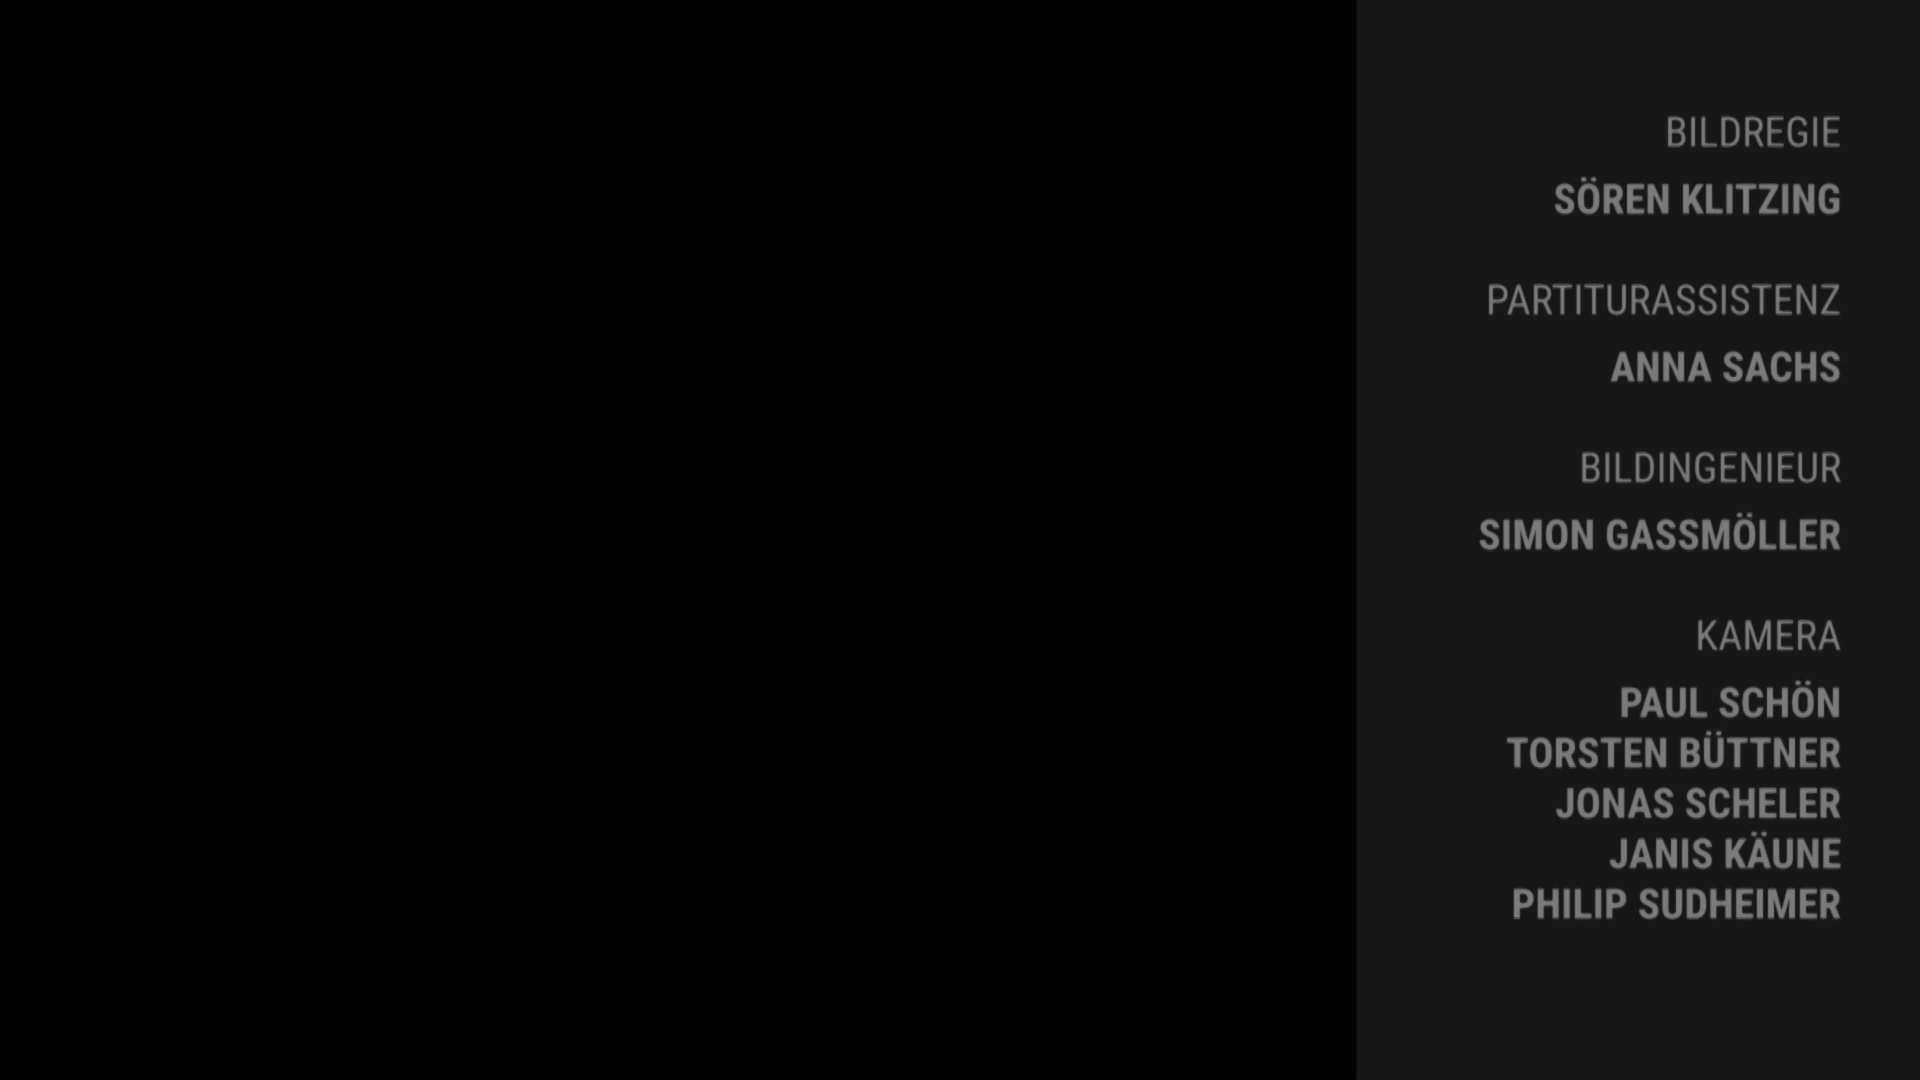 BILDREGIE
SÖREN KLITZING
PARTITURASSISTENZ
ANNA SACHS
BILDINGENIEUR
SIMON GASSMÖLLER
KAMERA
PAUL SCHÖN
TORSTEN BÜTTNER
JONAS SCHELER
JANIS KÄUNE
PHILIP SUDHEIMER